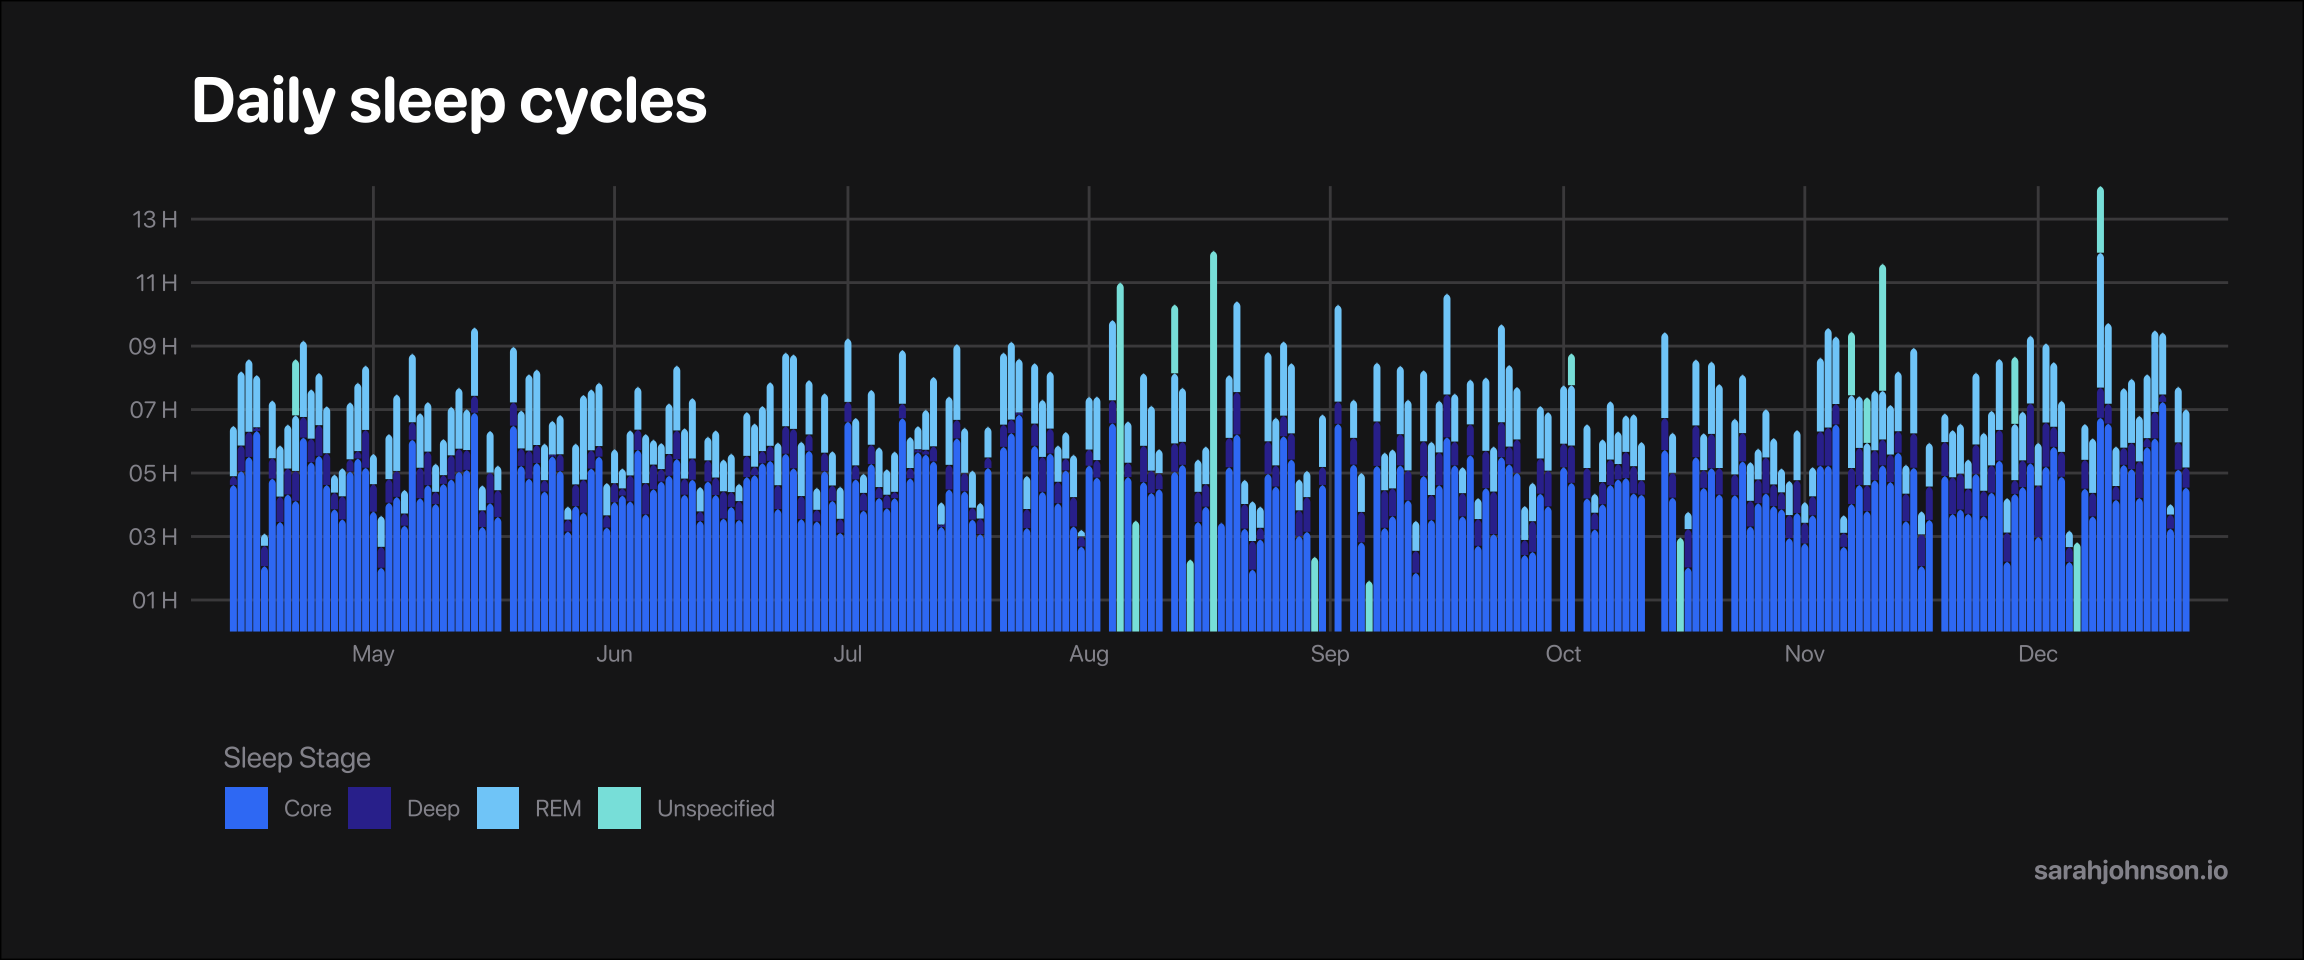 Daily sleep cycles
13 H
11 H
09 H
07 H
05 H
03 H
01 H
May Jun Jul Aug Sep Oct Nov Dec
Sleep Stage
Core Deep REM Unspecified
sarahjohnson.io